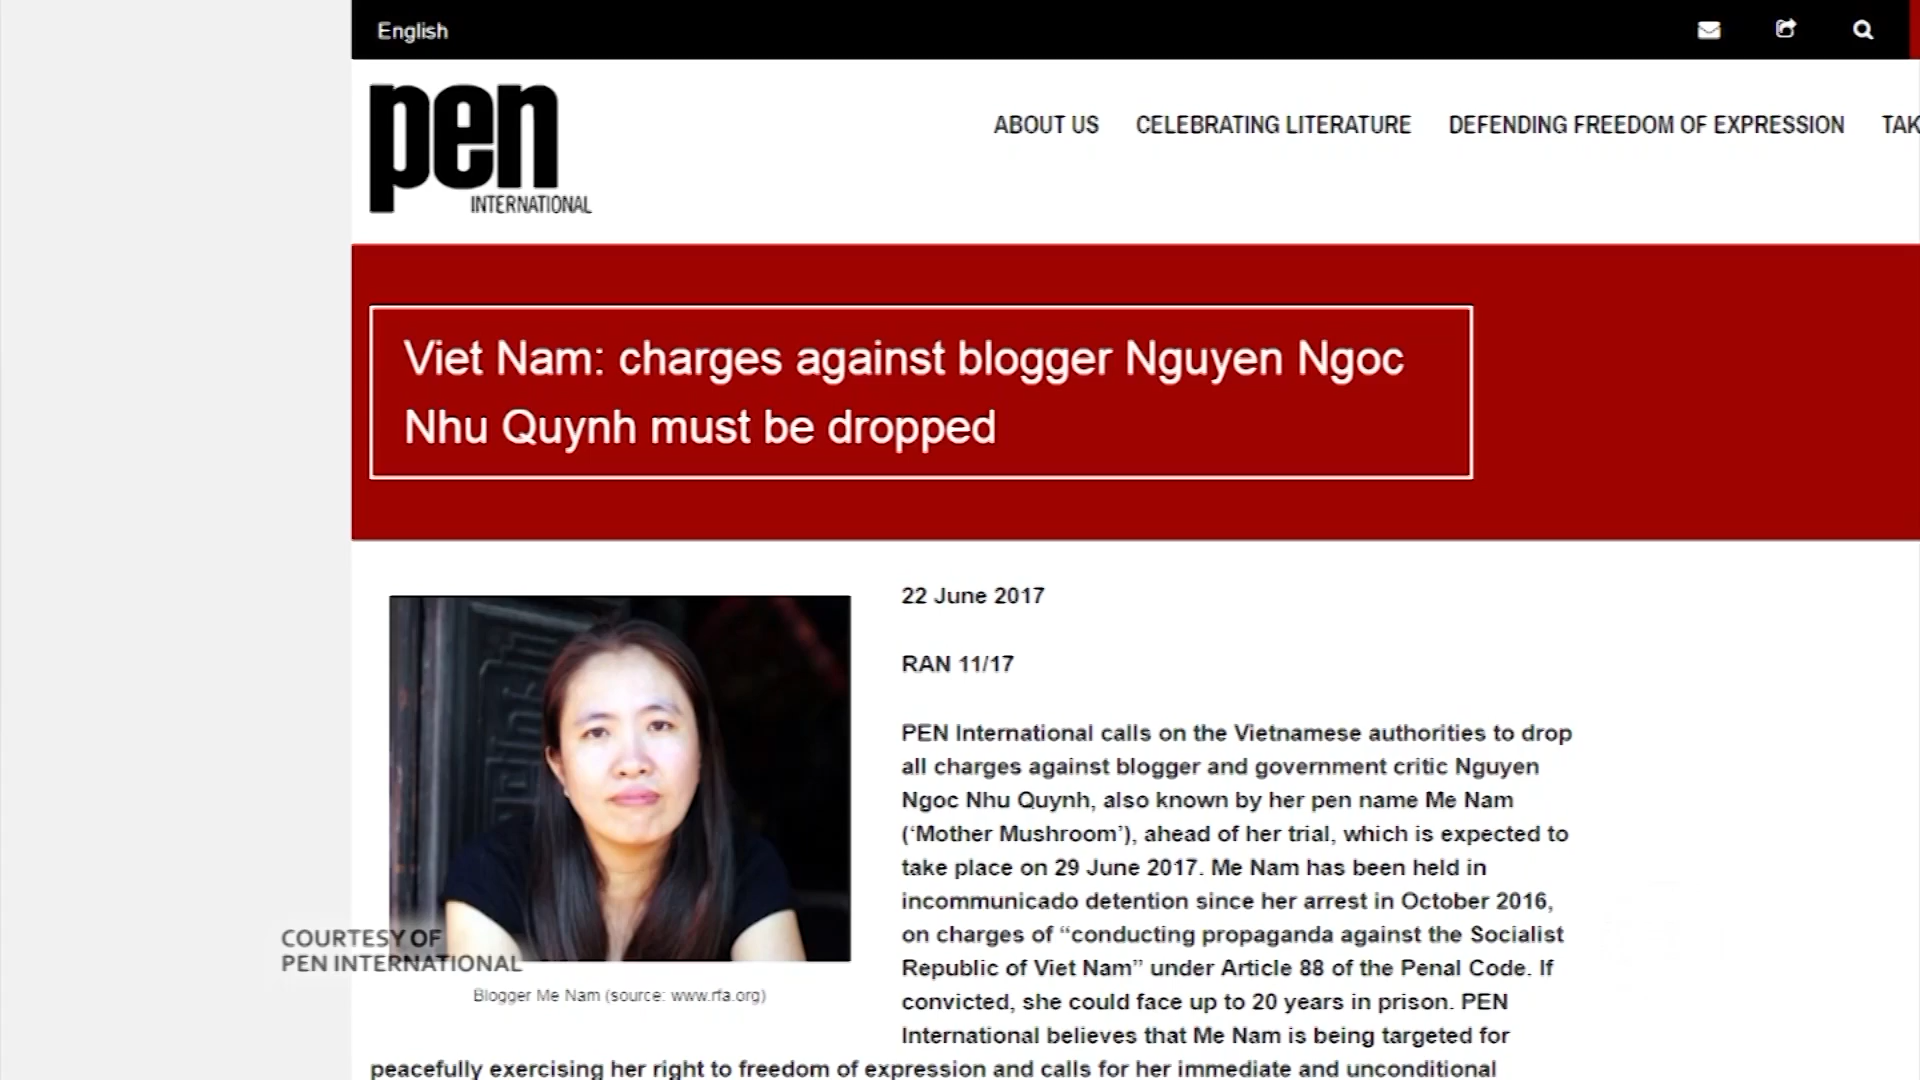 English
pen
INTERNATIONAL
ABOUT US CELEBRATING LITERATURE DEFENDING FREEDOM OF EXPRESSION TAK
Viet Nam: charges against blogger Nguyen Ngoc
Nhu Quynh must be dropped
22 June 2017
RAN 11/17
PEN International calls on the Vietnamese authorities to drop
all charges against blogger and government critic Nguyen
Ngoc Nhu Quynh, also known by her pen name Me Nam
(‘Mother Mushroom’), ahead of her trial, which is expected to
take place on 29 June 2017. Me Nam has been held in
incommunicado detention since her arrest in October 2016,
on charges of “conducting propaganda against the Socialist
Republic of Viet Nam” under Article 88 of the Penal Code. If
convicted, she could face up to 20 years in prison. PEN
International believes that Me Nam is being targeted for
peacefully exercising her right to freedom of expression and calls for her immediate and unconditional
COURTESY OF
PEN INTERNATIONAL
Blogger Me Nam (source: www.rfa.org)